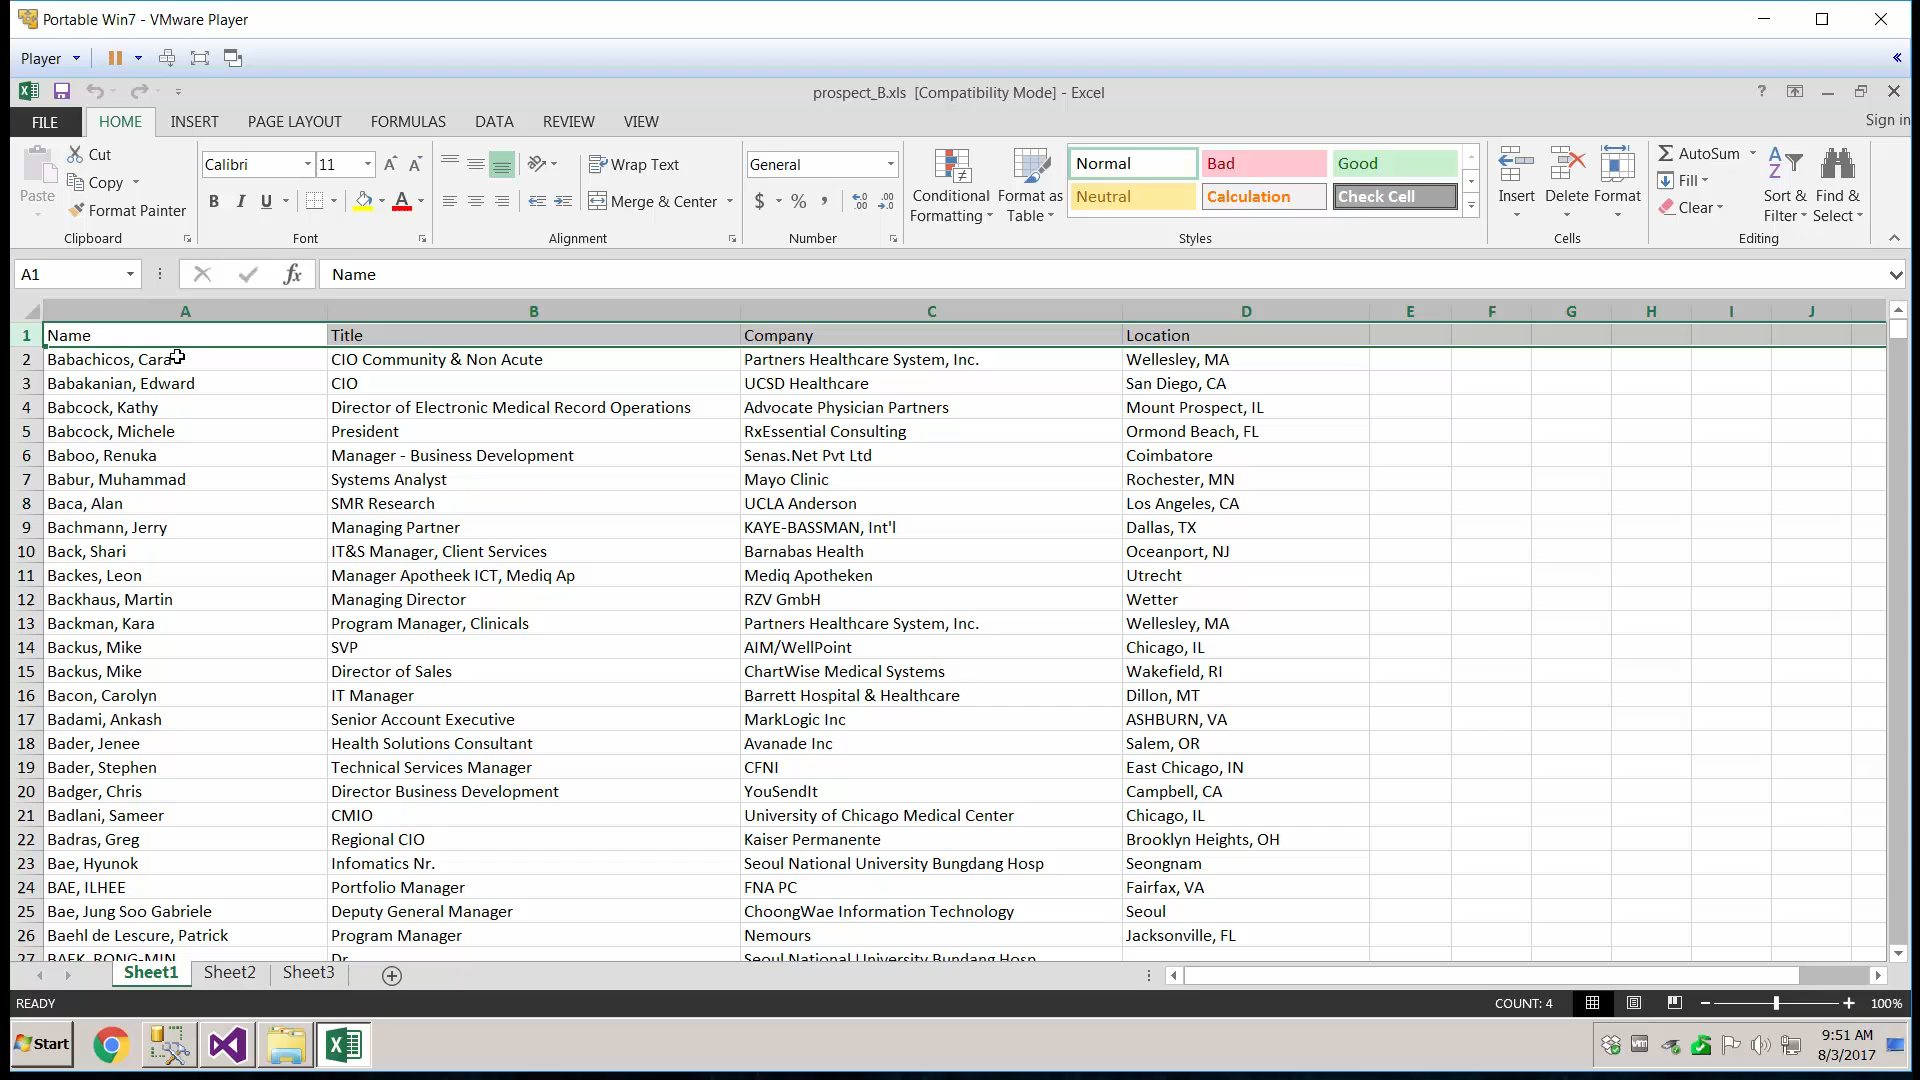 Portable Win7 - VMware Player
Player
prospect_B.xls [Compatibility Mode] - Excel
?
FILE HOME INSERT PAGE LAYOUT FORMULAS DATA REVIEW VIEW Sign in
Paste Cut Copy Format Painter Clipboard
Calibri 11 B I U A Font
Wrap Text Merge & Center Alignment
General $ % , Number
Conditional Formatting Format as Table Normal Bad Good Neutral Calculation Check Cell Styles
Insert Delete Format Cells
AutoSum Fill Clear Sort & Filter Find & Select Editing
A1 fx Name
A B C D E F G H I J
1 Name Title Company Location
2 Babachicos, Cara CIO Community & Non Acute Partners Healthcare System, Inc. Wellesley, MA
3 Babakanian, Edward CIO UCSD Healthcare San Diego, CA
4 Babcock, Kathy Director of Electronic Medical Record Operations Advocate Physician Partners Mount Prospect, IL
5 Babcock, Michele President RxEssential Consulting Ormond Beach, FL
6 Baboo, Renuka Manager - Business Development Senas.Net Pvt Ltd Coimbatore
7 Babur, Muhammad Systems Analyst Mayo Clinic Rochester, MN
8 Baca, Alan SMR Research UCLA Anderson Los Angeles, CA
9 Bachmann, Jerry Managing Partner KAYE-BASSMAN, Int'l Dallas, TX
10 Back, Shari IT&S Manager, Client Services Barnabas Health Oceanport, NJ
11 Backes, Leon Manager Apotheek ICT, Mediq Ap Mediq Apotheken Utrecht
12 Backhaus, Martin Managing Director RZV GmbH Wetter
13 Backman, Kara Program Manager, Clinicals Partners Healthcare System, Inc. Wellesley, MA
14 Backus, Mike SVP AIM/WellPoint Chicago, IL
15 Backus, Mike Director of Sales ChartWise Medical Systems Wakefield, RI
16 Bacon, Carolyn IT Manager Barrett Hospital & Healthcare Dillon, MT
17 Badami, Ankash Senior Account Executive MarkLogic Inc ASHBURN, VA
18 Bader, Jenee Health Solutions Consultant Avanade Inc Salem, OR
19 Bader, Stephen Technical Services Manager CFNI East Chicago, IN
20 Badger, Chris Director Business Development YouSendIt Campbell, CA
21 Badlani, Sameer CMIO University of Chicago Medical Center Chicago, IL
22 Badras, Greg Regional CIO Kaiser Permanente Brooklyn Heights, OH
23 Bae, Hyunok Infomatics Nr. Seoul National University Bungdang Hosp Seongnam
24 BAE, ILHEE Portfolio Manager FNA PC Fairfax, VA
25 Bae, Jung Soo Gabriele Deputy General Manager ChoongWae Information Technology Seoul
26 Baehl de Lescure, Patrick Program Manager Nemours Jacksonville, FL
27 BAEK, RONG-MIN Dr Seoul National University Bungdang Hosp
Sheet1 Sheet2 Sheet3
READY COUNT: 4 100%
Start 9:51 AM
8/3/2017